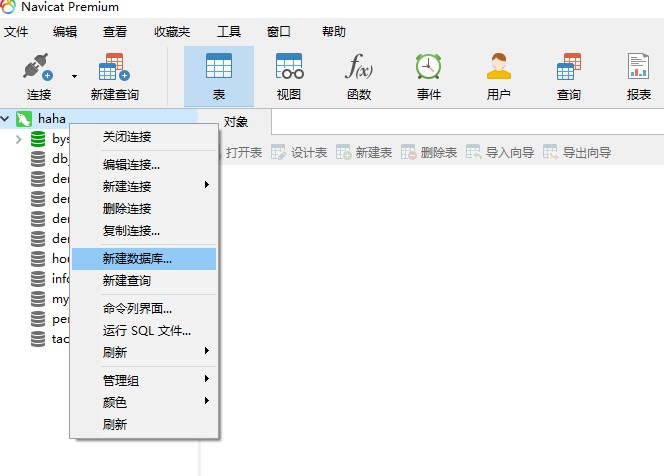 Navicat Premium
文件 编辑 查看 收藏夹 工具 窗口 帮助
连接 新建查询 表 视图 函数 事件 用户 查询 报表
f(x)
haha
对象
打开表 设计表 新建表 删除表 导入向导 导出向导
关闭连接
编辑连接...
新建连接
删除连接
复制连接...
新建数据库...
新建查询
命令列界面...
运行 SQL 文件...
刷新
管理组
颜色
刷新
bys
db
der
der
der
der
hou
info
my
per
tac